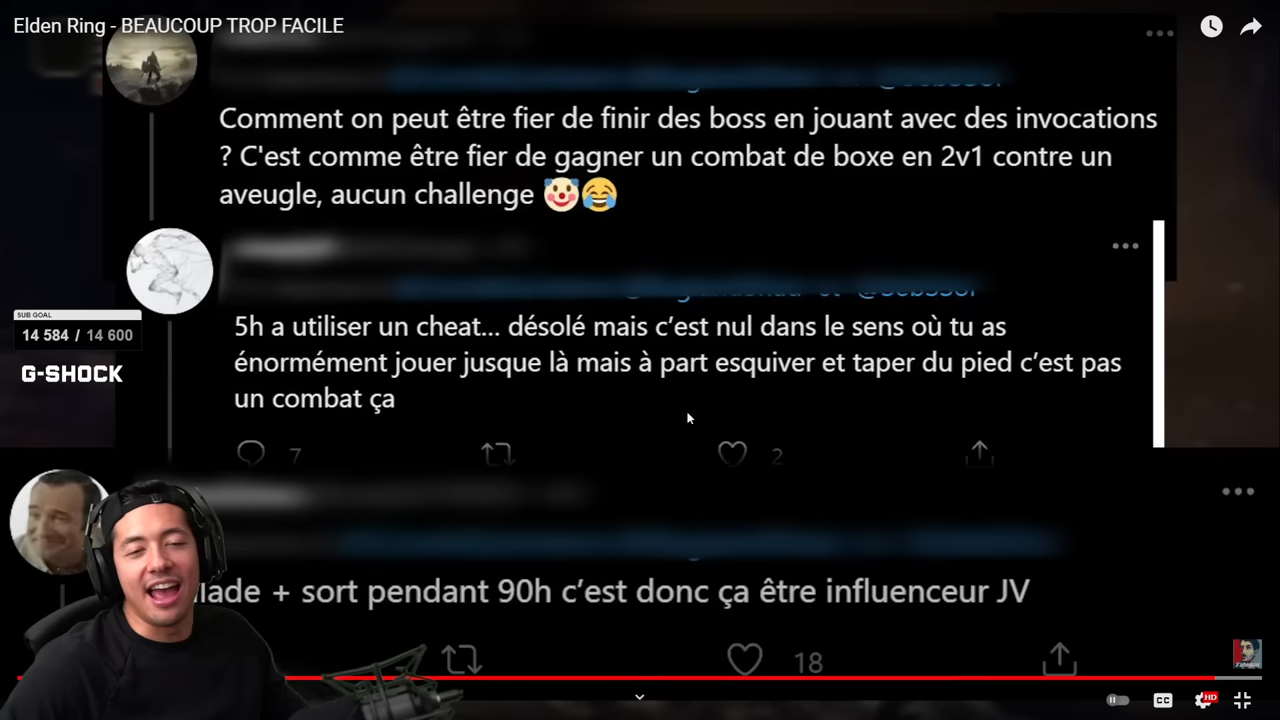 Elden Ring - BEAUCOUP TROP FACILE
Comment on peut être fier de finir des boss en jouant avec des invocations
? C'est comme être fier de gagner un combat de boxe en 2v1 contre un
aveugle, aucun challenge 🤡😂
5h a utiliser un cheat... désolé mais c’est nul dans le sens où tu as
énormément jouer jusque là mais à part esquiver et taper du pied c’est pas
un combat ça
7
2
SUB GOAL
14 584 / 14 600
G-SHOCK
+ sort pendant 90h c’est donc ça être influenceur JV
18
CC
HD